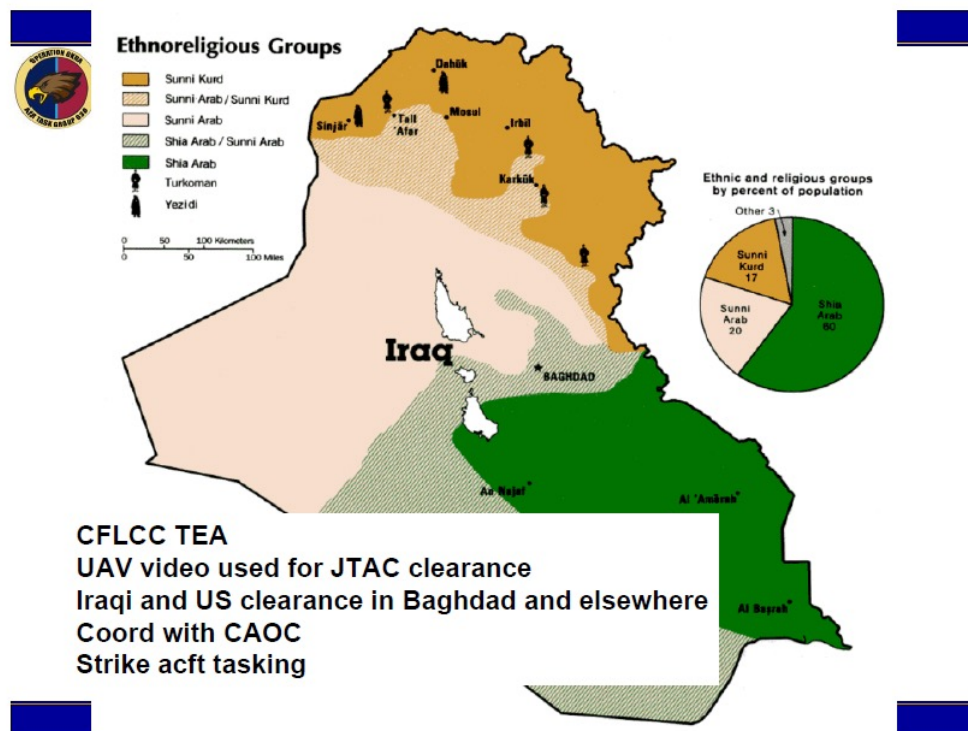 OPERATION OKRA
Ethnoreligious Groups
Sunni Kurd
Sunni Arab/Sunni Kurd
Sunni Arab
Shia Arab/Sunni Arab
Shia Arab
Turkoman
Yezidi
0 50 100 Kilometers
0 50 100 Miles
Dahūk
Mosul
Sinjār
Tall
'Afar
Irbīl
Karkūk
Iraq
BAGHDAD
An Najaf
Al 'Amārah
Al Başrah
Ethnic and religious groups
by percent of population
Other 3
Sunni
Kurd
17
Sunni
Arab
20
Shia
Arab
60
CFLCC TEA
UAV video used for JTAC clearance
Iraqi and US clearance in Baghdad and elsewhere
Coord with CAOC
Strike acft tasking